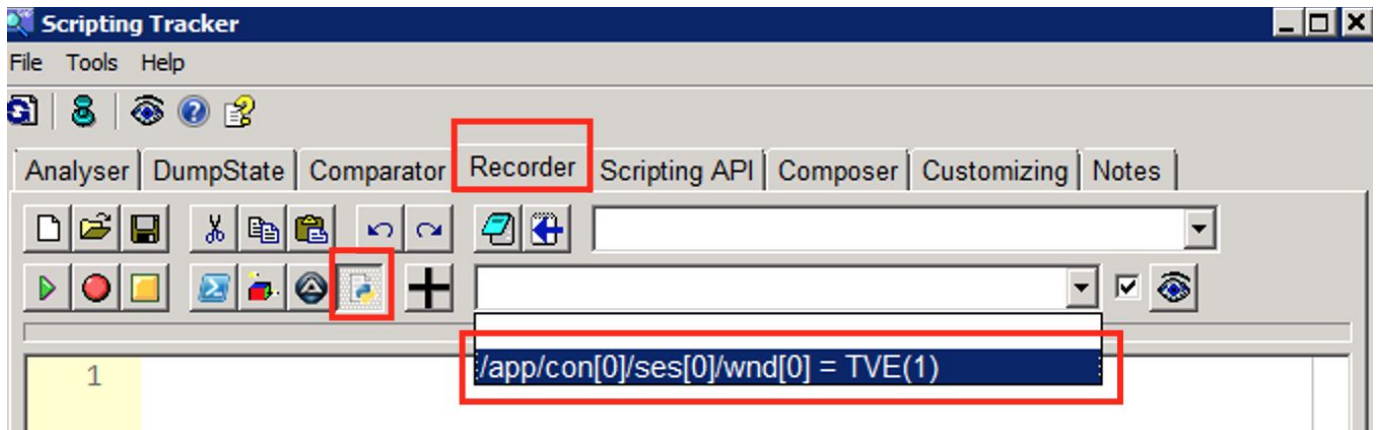 Scripting Tracker
File Tools Help
Analyser DumpState Comparator Recorder Scripting API Composer Customizing Notes
/app/con[0]/ses[0]/wnd[0] = TVE(1)
1